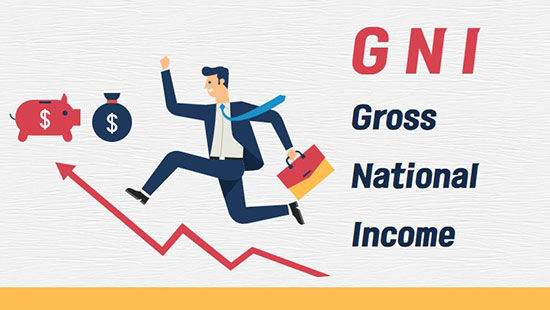 $
$
G N I
Gross
National
Income